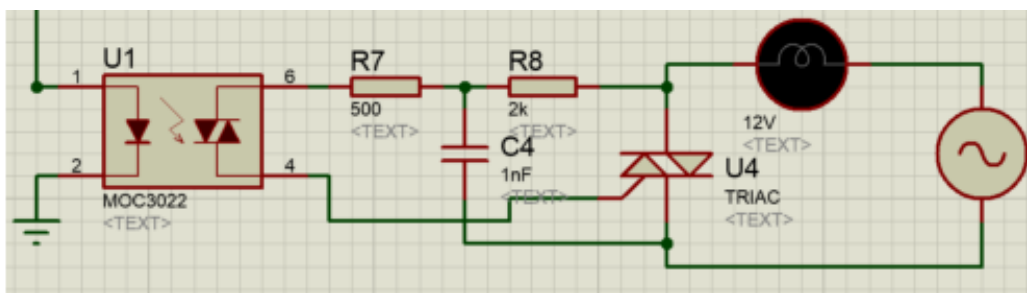 U1
1
6
2
4
MOC3022
<TEXT>
R7
500
<TEXT>
R8
2k
<TEXT>
C4
1nF
<TEXT>
12V
<TEXT>
U4
TRIAC
<TEXT>